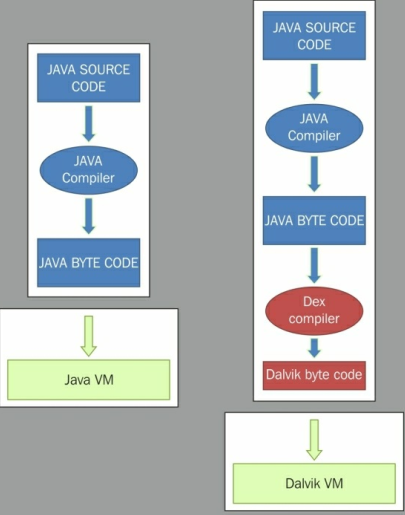 JAVA SOURCE
CODE
JAVA
Compiler
JAVA BYTE CODE
Java VM
JAVA SOURCE
CODE
JAVA
Compiler
JAVA BYTE CODE
Dex
compiler
Dalvik byte code
Dalvik VM